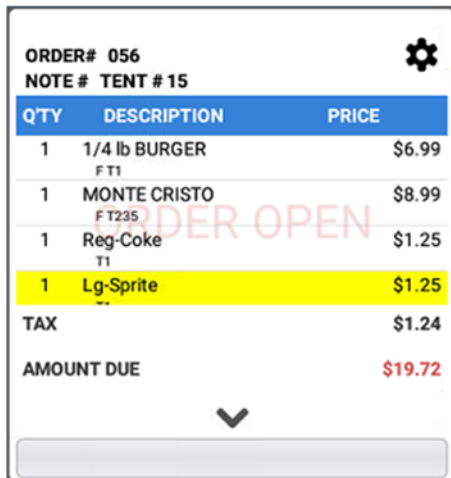 ORDER# 056
NOTE # TENT # 15
Q'TY DESCRIPTION PRICE
1 1/4 lb BURGER $6.99
F T1
1 MONTE CRISTO $8.99
F T235
ORDER OPEN
1 Reg-Coke $1.25
T1
1 Lg-Sprite $1.25
TAX $1.24
AMOUNT DUE $19.72